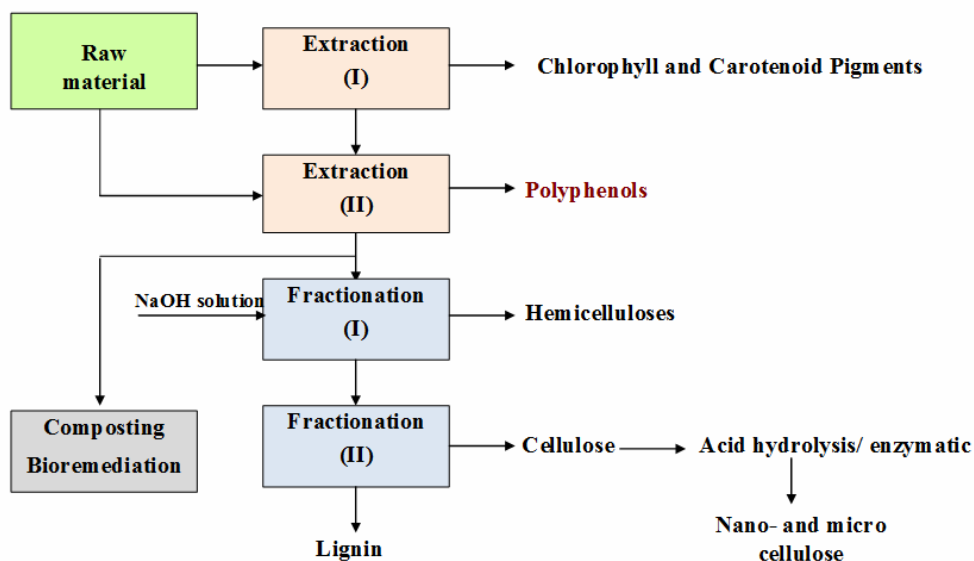 Raw
material
Extraction
(I)
Chlorophyll and Carotenoid Pigments
Extraction
(II)
Polyphenols
NaOH solution
Fractionation
(I)
Hemicelluloses
Composting
Bioremediation
Fractionation
(II)
Cellulose
Acid hydrolysis/ enzymatic
Lignin
Nano- and micro
cellulose